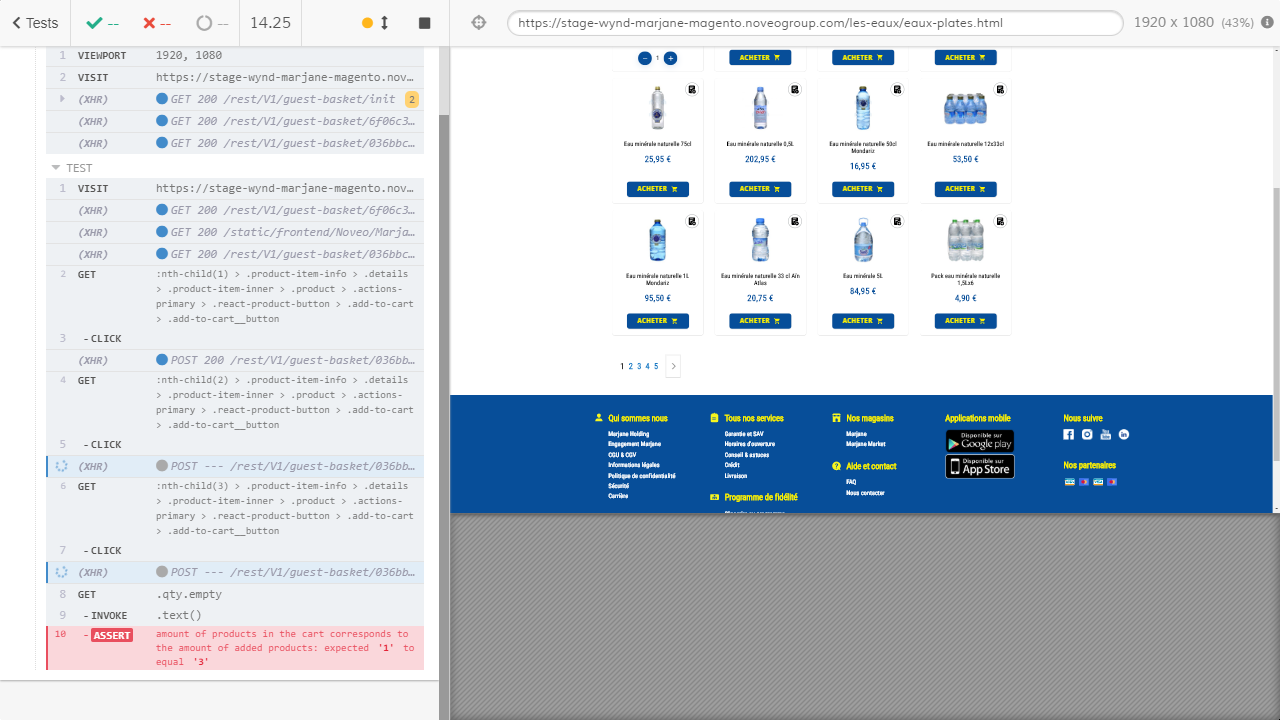 Tests
--
--
--
14.25
https://stage-wynd-marjane-magento.noveogroup.com/les-eaux/eaux-plates.html
1920 x 1080 (43%)
1 VIEWPORT 1920, 1080
2 VISIT https://stage-wynd-marjane-magento.nov…
(XHR) GET 200 /rest/V1/guest-basket/init 2
(XHR) GET 200 /rest/V1/guest-basket/6f06c3…
(XHR) GET 200 /rest/V1/guest-basket/036bbc…
TEST
1 VISIT https://stage-wynd-marjane-magento.nov…
(XHR) GET 200 /rest/V1/guest-basket/6f06c3…
(XHR) GET 200 /static/frontend/Noveo/Marja…
(XHR) GET 200 /rest/V1/guest-basket/036bbc…
2 GET :nth-child(1) > .product-item-info > .details
> .product-item-inner > .product > .actions-
primary > .react-product-button > .add-to-cart
> .add-to-cart__button
3 - CLICK
(XHR) POST 200 /rest/V1/guest-basket/036bb…
4 GET :nth-child(2) > .product-item-info > .details
> .product-item-inner > .product > .actions-
primary > .react-product-button > .add-to-cart
> .add-to-cart__button
5 - CLICK
(XHR) POST --- /rest/V1/guest-basket/036bb…
6 GET :nth-child(3) > .product-item-info > .details
> .product-item-inner > .product > .actions-
primary > .react-product-button > .add-to-cart
> .add-to-cart__button
7 - CLICK
(XHR) POST --- /rest/V1/guest-basket/036bb…
8 GET .qty.empty
9 - INVOKE .text()
10 - ASSERT amount of products in the cart corresponds to
the amount of added products: expected '1' to
equal '3'
− 1 + ACHETER ACHETER ACHETER
Eau minérale naturelle 75cl
25,95 €
ACHETER
Eau minérale naturelle 0,5L
202,95 €
ACHETER
Eau minérale naturelle 50cl
Mondariz
16,95 €
ACHETER
Eau minérale naturelle 12x33cl
53,50 €
ACHETER
Eau minérale naturelle 1L
Mondariz
95,50 €
ACHETER
Eau minérale naturelle 33 cl Aïn
Atlas
20,75 €
ACHETER
Eau minérale 5L
84,95 €
ACHETER
Pack eau minérale naturelle
1,5Lx6
4,90 €
ACHETER
1 2 3 4 5
Qui sommes nous
Marjane Holding
Engagement Marjane
CGU & CGV
Informations légales
Politique de confidentialité
Sécurité
Carrière
Tous nos services
Garantie et SAV
Horaires d'ouverture
Conseil & astuces
Crédit
Livraison
Programme de fidélité
Nos magasins
Marjane
Marjane Market
Aide et contact
FAQ
Nous contacter
Applications mobile
Disponible sur
Google play
Disponible sur
App Store
Nous suivre
Nos partenaires